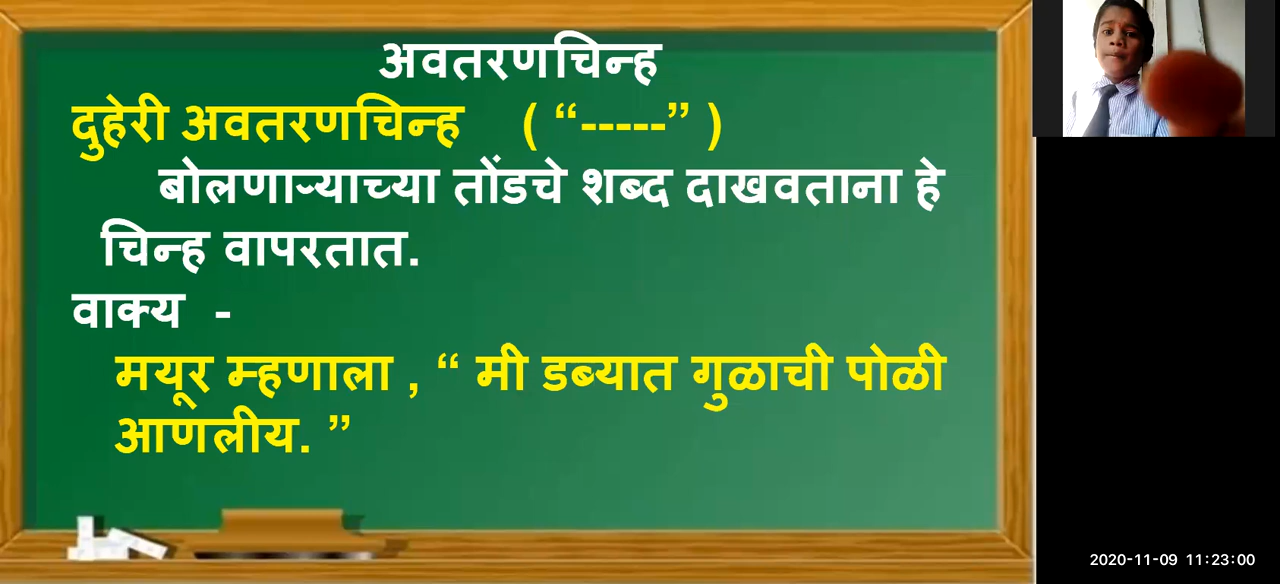 अवतरणचिन्ह
दुहेरी अवतरणचिन्ह ( “-----” )
बोलणाऱ्याच्या तोंडचे शब्द दाखवताना हे
चिन्ह वापरतात.
वाक्य -
मयूर म्हणाला , “ मी डब्यात गुळाची पोळी
आणलीय. ”
2020-11-09 11:23:00